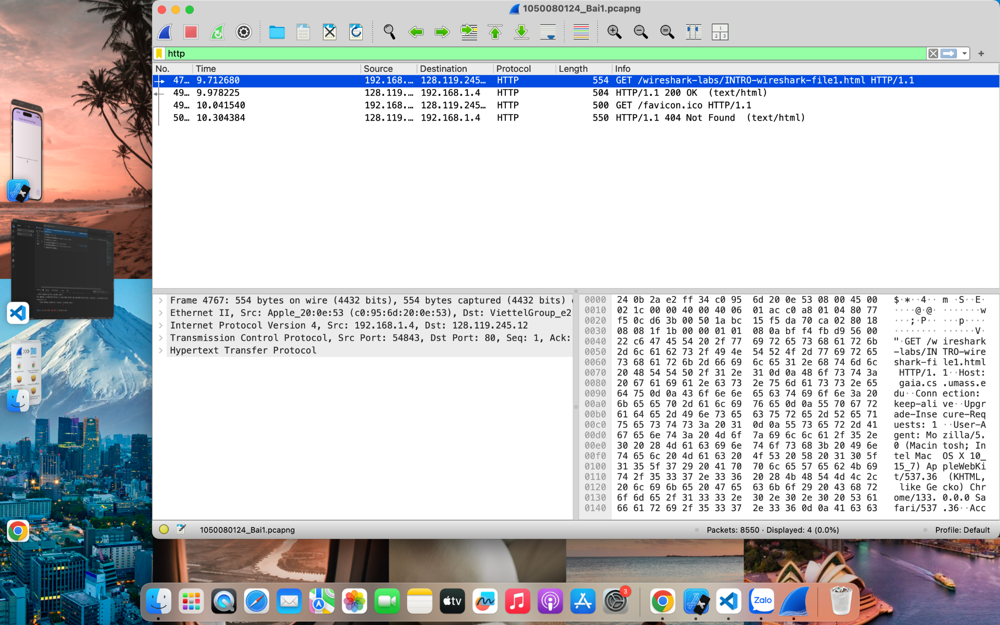 1050080124_Bai1.pcapng
http
No. Time Source Destination Protocol Length Info
47… 9.712680 192.168.… 128.119.245… HTTP 554 GET /wireshark-labs/INTRO-wireshark-file1.html HTTP/1.1
49… 9.978225 128.119.… 192.168.1.4 HTTP 504 HTTP/1.1 200 OK  (text/html)
49… 10.041540 192.168.… 128.119.245… HTTP 500 GET /favicon.ico HTTP/1.1
50… 10.304384 128.119.… 192.168.1.4 HTTP 550 HTTP/1.1 404 Not Found  (text/html)
Frame 4767: 554 bytes on wire (4432 bits), 554 bytes captured (4432 bits)
Ethernet II, Src: Apple_20:0e:53 (c0:95:6d:20:0e:53), Dst: ViettelGroup_e2
Internet Protocol Version 4, Src: 192.168.1.4, Dst: 128.119.245.12
Transmission Control Protocol, Src Port: 54843, Dst Port: 80, Seq: 1, Ack:
Hypertext Transfer Protocol
0000 24 0b 2a e2 ff 34 c0 95 6d 20 0e 53 08 00 45 00 $·*··4·· m ·S··E·
0010 02 1c 00 00 40 00 40 06 01 ac c0 a8 01 04 80 77 ····@·@· ·······w
0020 f5 0c d6 3b 00 50 1a bc 15 f5 da 70 ca 02 80 18 ···;·P·· ···p····
0030 08 08 1f 1b 00 00 01 01 08 0a bf f4 fb d9 56 00 ········ ······V·
0040 22 c6 47 45 54 20 2f 77 69 72 65 73 68 61 72 6b "·GET /w ireshark
0050 2d 6c 61 62 73 2f 49 4e 54 52 4f 2d 77 69 72 65 -labs/IN TRO-wire
0060 73 68 61 72 6b 2d 66 69 6c 65 31 2e 68 74 6d 6c shark-fi le1.html
0070 20 48 54 54 50 2f 31 2e 31 0d 0a 48 6f 73 74 3a HTTP/1. 1··Host:
0080 20 67 61 69 61 2e 63 73 2e 75 6d 61 73 73 2e 65 gaia.cs .umass.e
0090 64 75 0d 0a 43 6f 6e 6e 65 63 74 69 6f 6e 3a 20 du··Conn ection:
00a0 6b 65 65 70 2d 61 6c 69 76 65 0d 0a 55 70 67 72 keep-ali ve··Upgr
00b0 61 64 65 2d 49 6e 73 65 63 75 72 65 2d 52 65 71 ade-Inse cure-Req
00c0 75 65 73 74 73 3a 20 31 0d 0a 55 73 65 72 2d 41 uests: 1 ··User-A
00d0 67 65 6e 74 3a 20 4d 6f 7a 69 6c 6c 61 2f 35 2e gent: Mo zilla/5.
00e0 30 20 28 4d 61 63 69 6e 74 6f 73 68 3b 20 49 6e 0 (Macin tosh; In
00f0 74 65 6c 20 4d 61 63 20 4f 53 20 58 20 31 30 5f tel Mac OS X 10_
0100 31 35 5f 37 29 20 41 70 70 6c 65 57 65 62 4b 69 15_7) Ap pleWebKi
0110 74 2f 35 33 37 2e 33 36 20 28 4b 48 54 4d 4c 2c t/537.36 (KHTML,
0120 20 6c 69 6b 65 20 47 65 63 6b 6f 29 20 43 68 72 like Ge cko) Chr
0130 6f 6d 65 2f 31 33 33 2e 30 2e 30 2e 30 20 53 61 ome/133. 0.0.0 Sa
0140 66 61 72 69 2f 35 33 37 2e 33 36 0d 0a 41 63 63 fari/537 .36··Acc
1050080124_Bai1.pcapng Packets: 8550 · Displayed: 4 (0.0%) Profile: Default
tv
3
Zalo